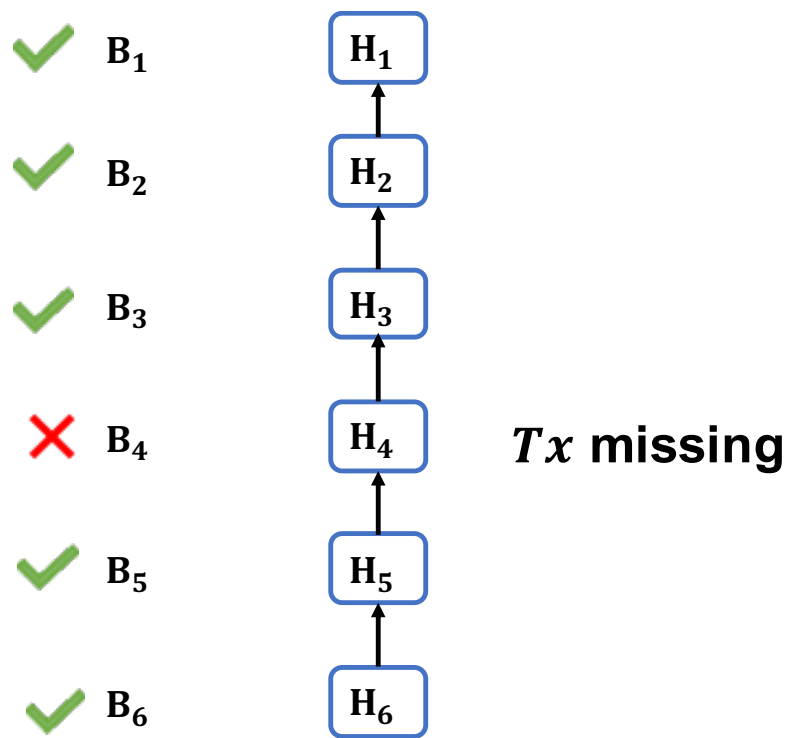 B₁ H₁
B₂ H₂
B₃ H₃
B₄ H₄ Tx missing
B₅ H₅
B₆ H₆